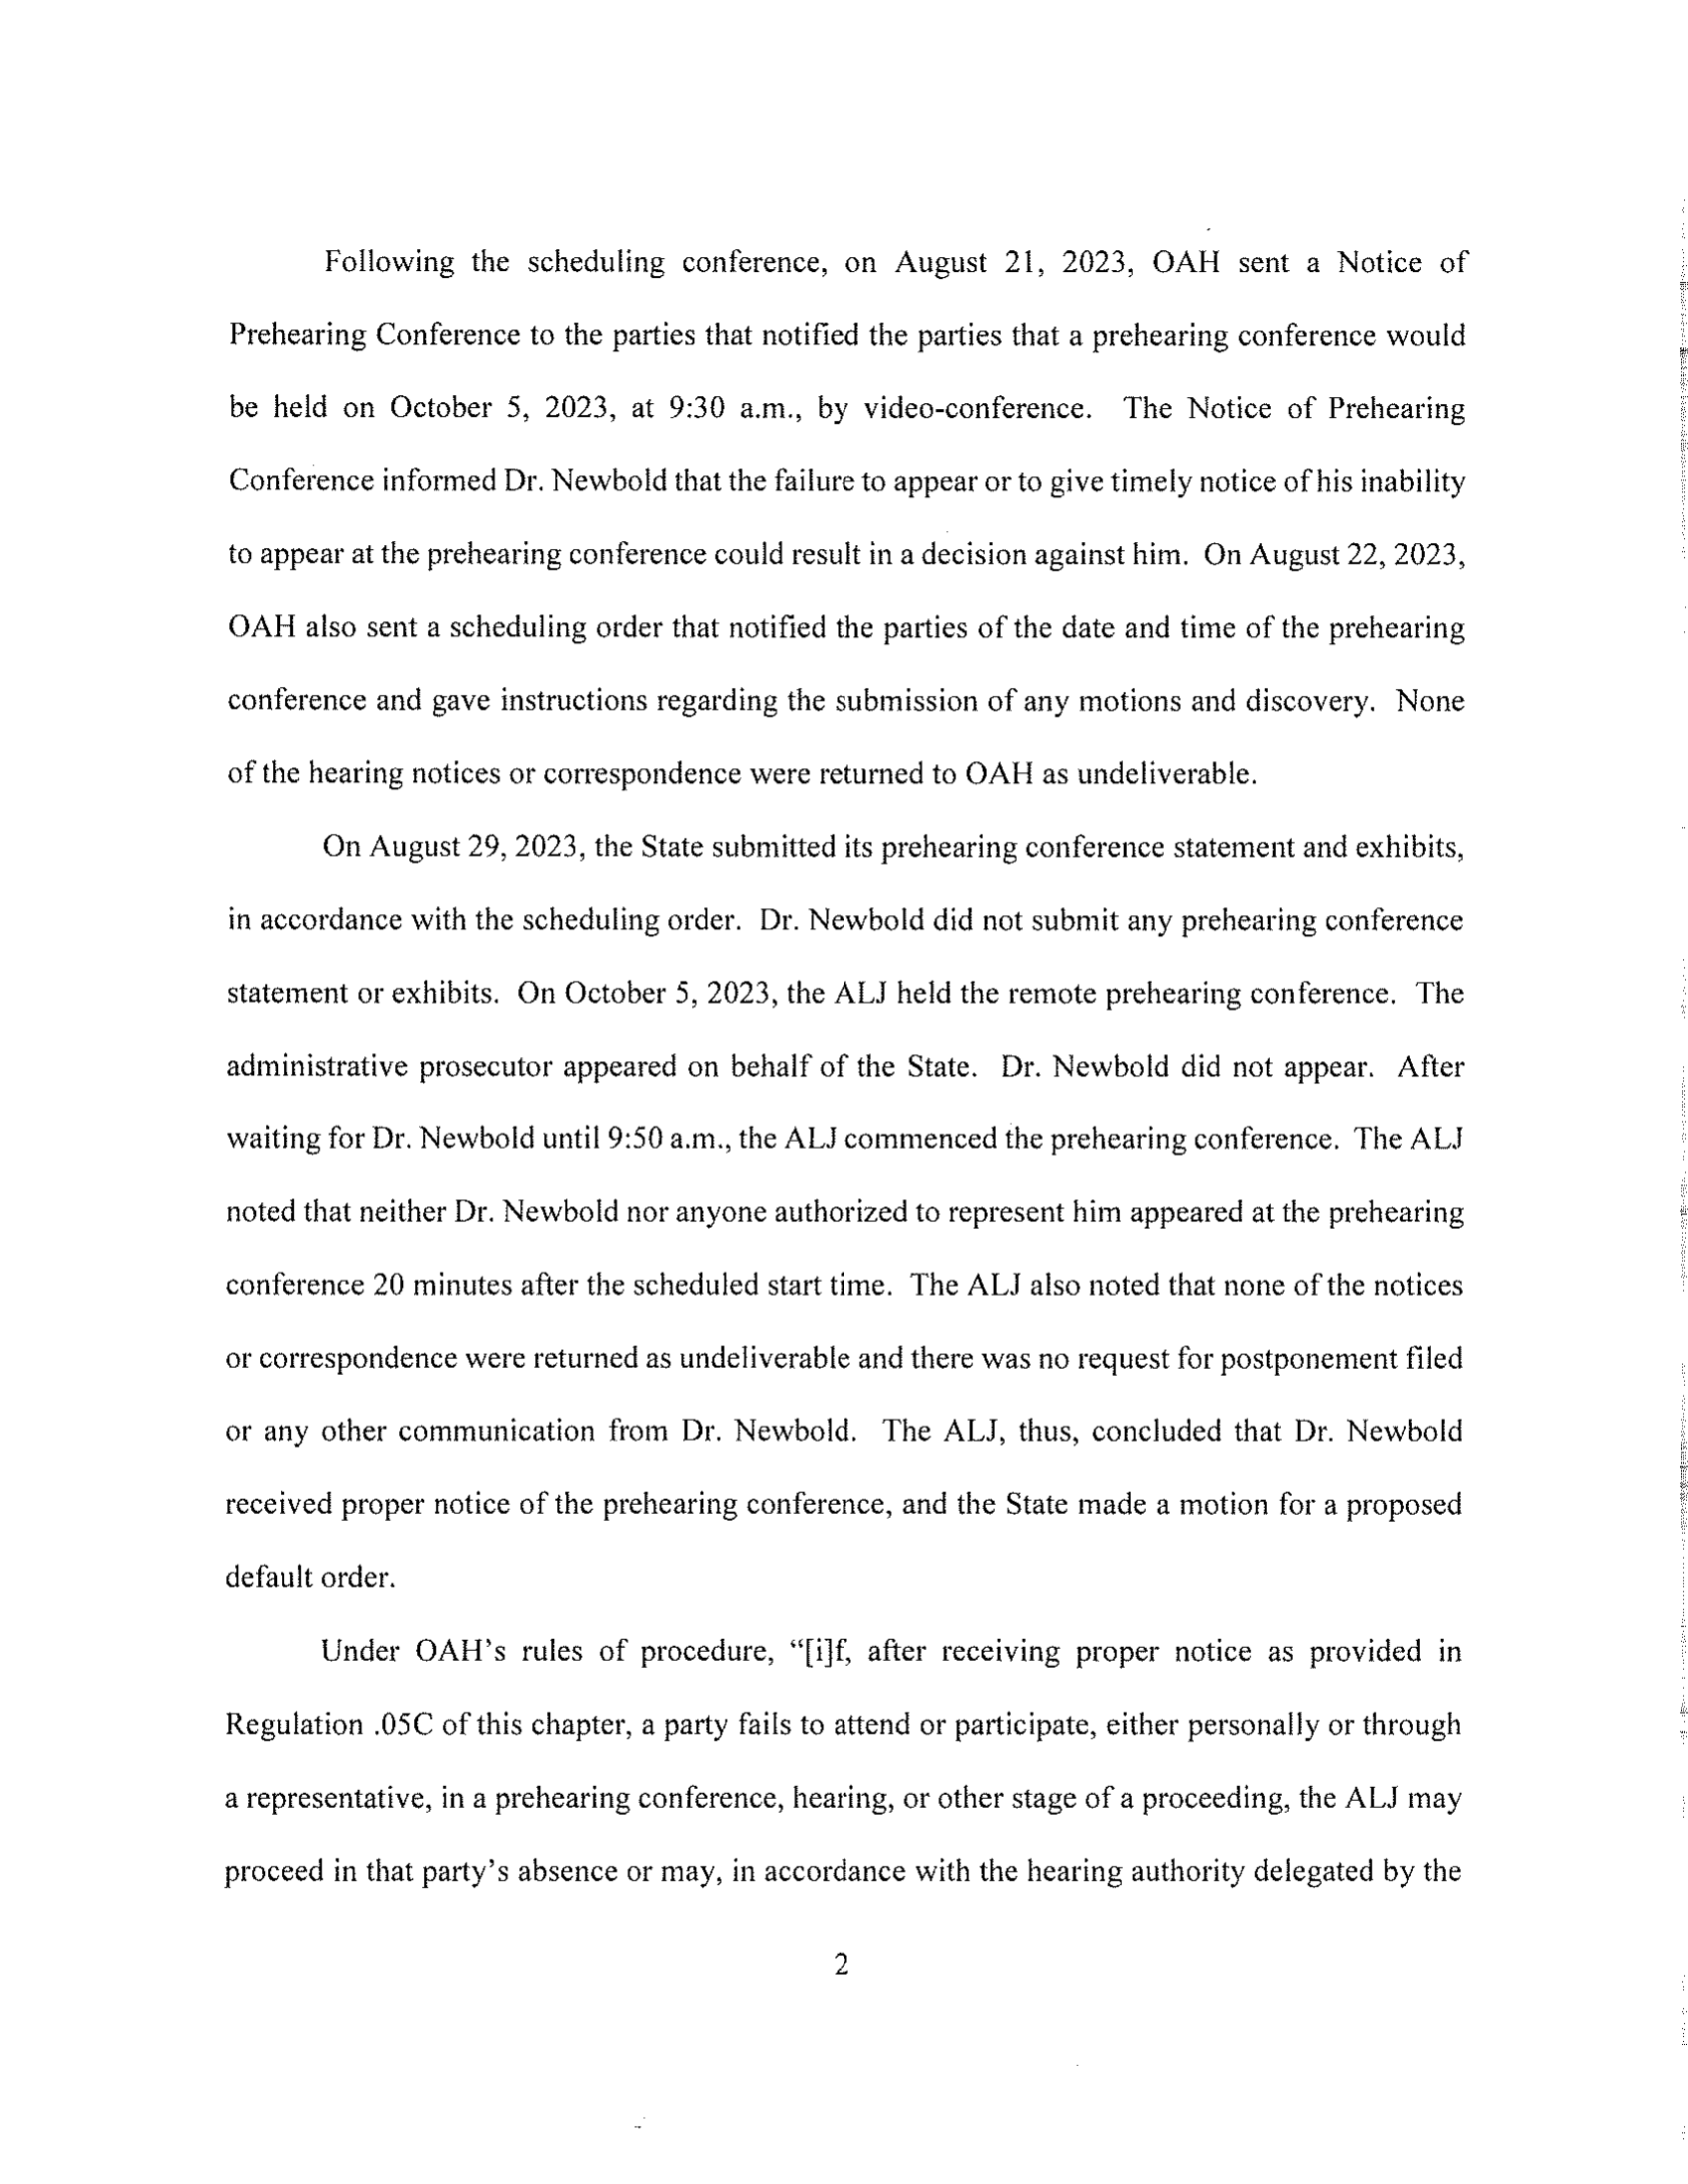 Following the scheduling conference, on August 21, 2023, OAH sent a Notice of
Prehearing Conference to the parties that notified the parties that a prehearing conference would
be held on October 5, 2023, at 9:30 a.m., by video-conference. The Notice of Prehearing
Conference informed Dr. Newbold that the failure to appear or to give timely notice of his inability
to appear at the prehearing conference could result in a decision against him. On August 22, 2023,
OAH also sent a scheduling order that notified the parties of the date and time of the prehearing
conference and gave instructions regarding the submission of any motions and discovery. None
of the hearing notices or correspondence were returned to OAH as undeliverable.
On August 29, 2023, the State submitted its prehearing conference statement and exhibits,
in accordance with the scheduling order. Dr. Newbold did not submit any prehearing conference
statement or exhibits. On October 5, 2023, the ALJ held the remote prehearing conference. The
administrative prosecutor appeared on behalf of the State. Dr. Newbold did not appear. After
waiting for Dr. Newbold until 9:50 a.m., the ALJ commenced the prehearing conference. The ALJ
noted that neither Dr. Newbold nor anyone authorized to represent him appeared at the prehearing
conference 20 minutes after the scheduled start time. The ALJ also noted that none of the notices
or correspondence were returned as undeliverable and there was no request for postponement filed
or any other communication from Dr. Newbold. The ALJ, thus, concluded that Dr. Newbold
received proper notice of the prehearing conference, and the State made a motion for a proposed
default order.
Under OAH's rules of procedure, “[i]f, after receiving proper notice as provided in
Regulation .05C of this chapter, a party fails to attend or participate, either personally or through
a representative, in a prehearing conference, hearing, or other stage of a proceeding, the ALJ may
proceed in that party's absence or may, in accordance with the hearing authority delegated by the
2